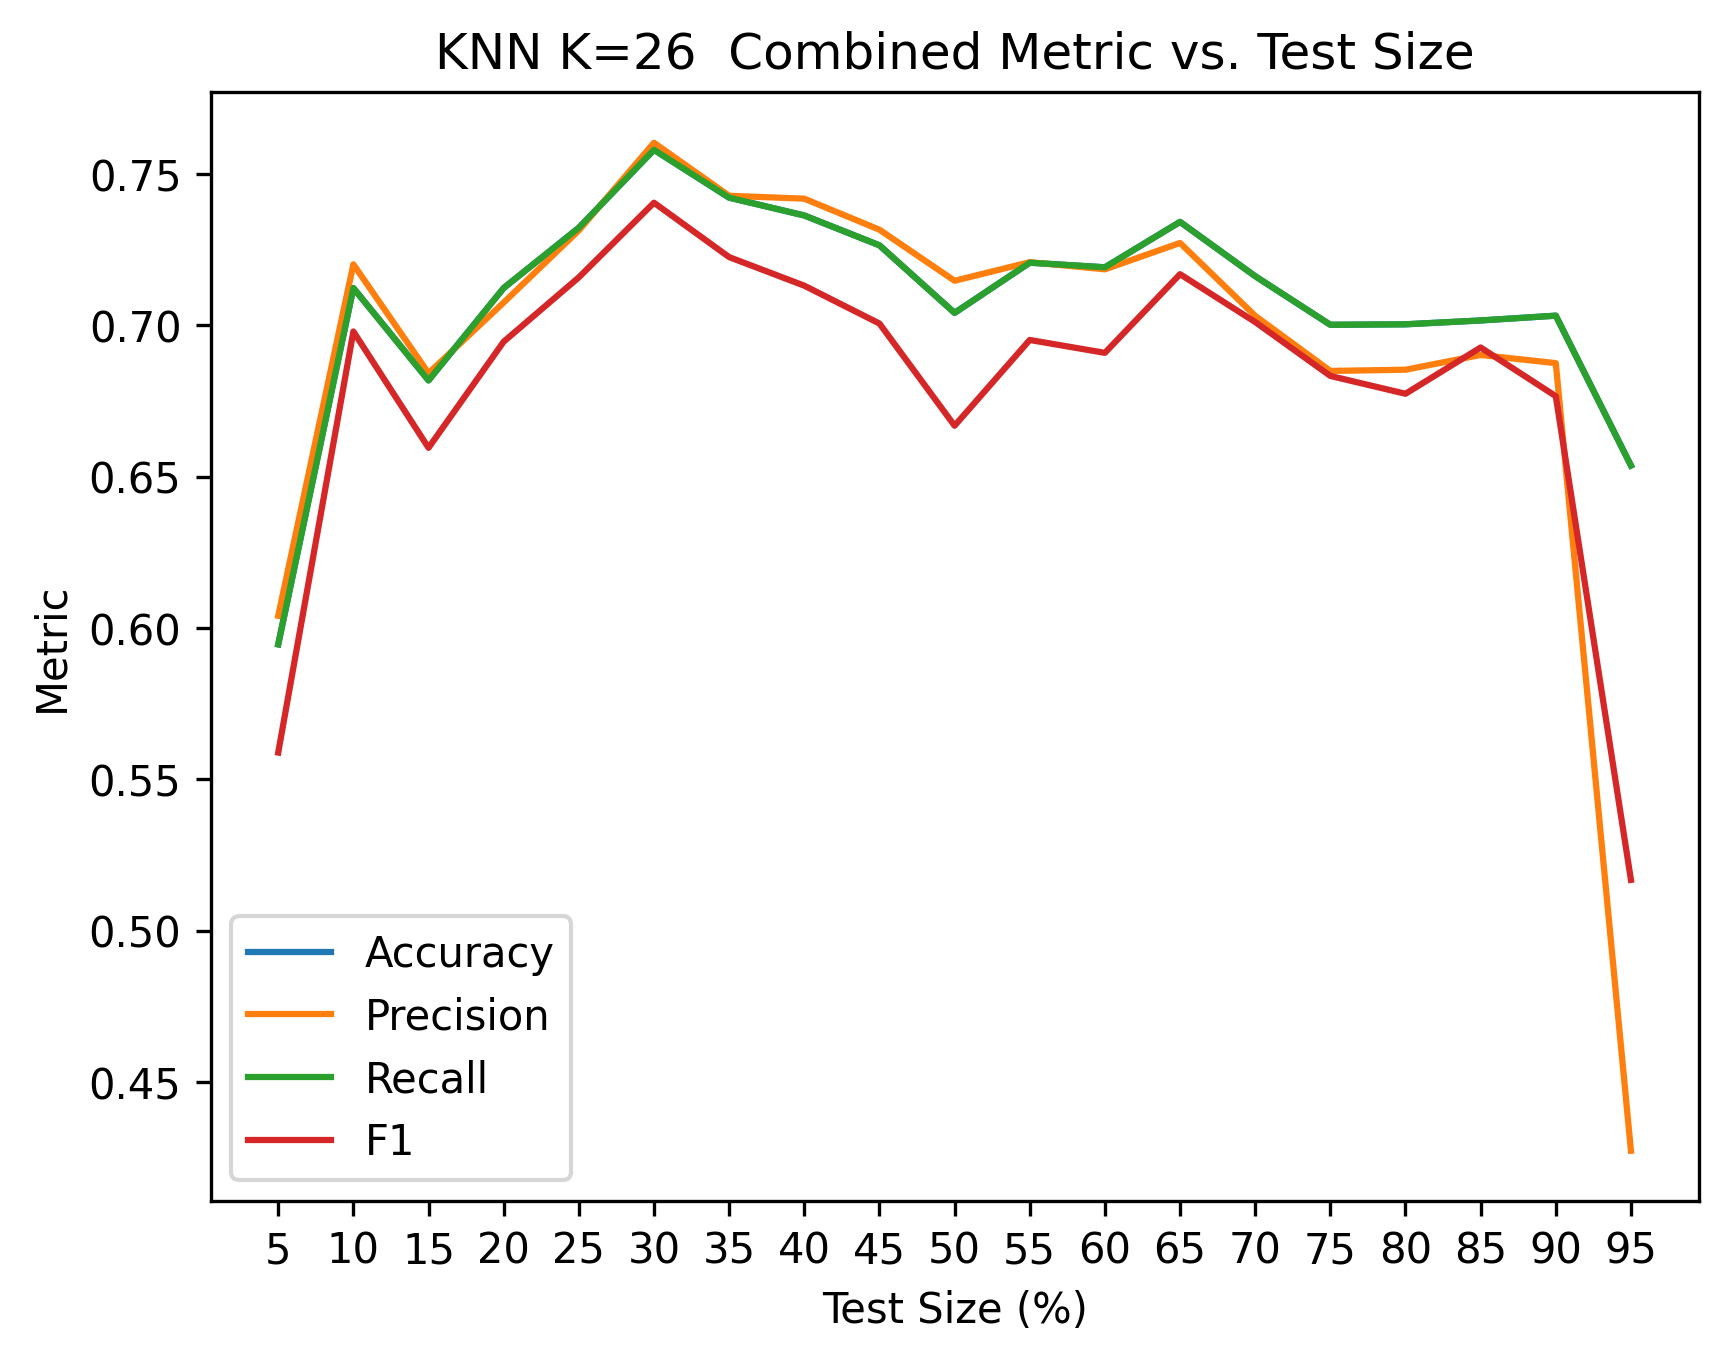 KNN K=26  Combined Metric vs. Test Size
0.75
0.70
0.65
0.60
0.55
0.50
0.45
Metric
Accuracy
Precision
Recall
F1
5 10 15 20 25 30 35 40 45 50 55 60 65 70 75 80 85 90 95
Test Size (%)